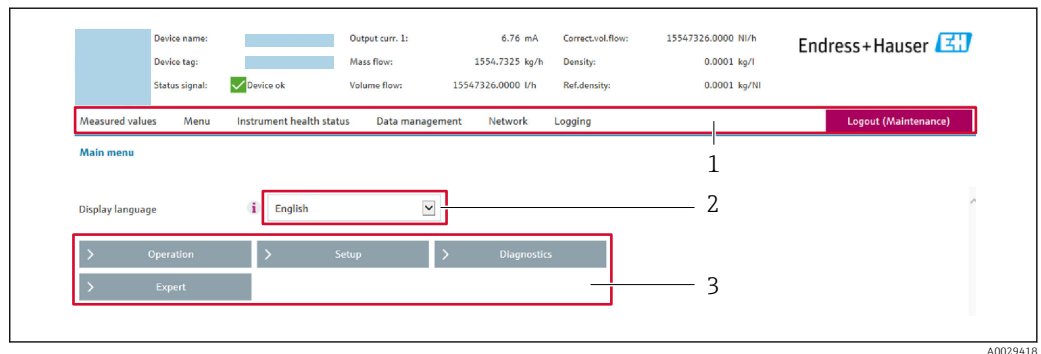 Device name: Output curr. 1: 6.76 mA Correct.vol.flow: 15547326.0000 Nl/h
Device tag: Mass flow: 1554.7325 kg/h Density: 0.0001 kg/l
Status signal: Device ok Volume flow: 15547326.0000 l/h Ref.density: 0.0001 kg/Nl
Endress+Hauser EH
Measured values Menu Instrument health status Data management Network Logging Logout (Maintenance)
1
Main menu
Display language i English 2
> Operation > Setup > Diagnostics
> Expert 3
A0029418